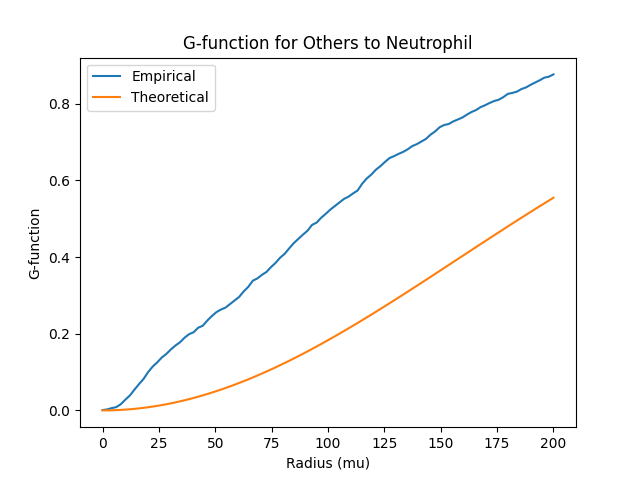 G-function for Others to Neutrophil
Empirical
Theoretical
G-function
0.8
0.6
0.4
0.2
0.0
0 25 50 75 100 125 150 175 200
Radius (mu)